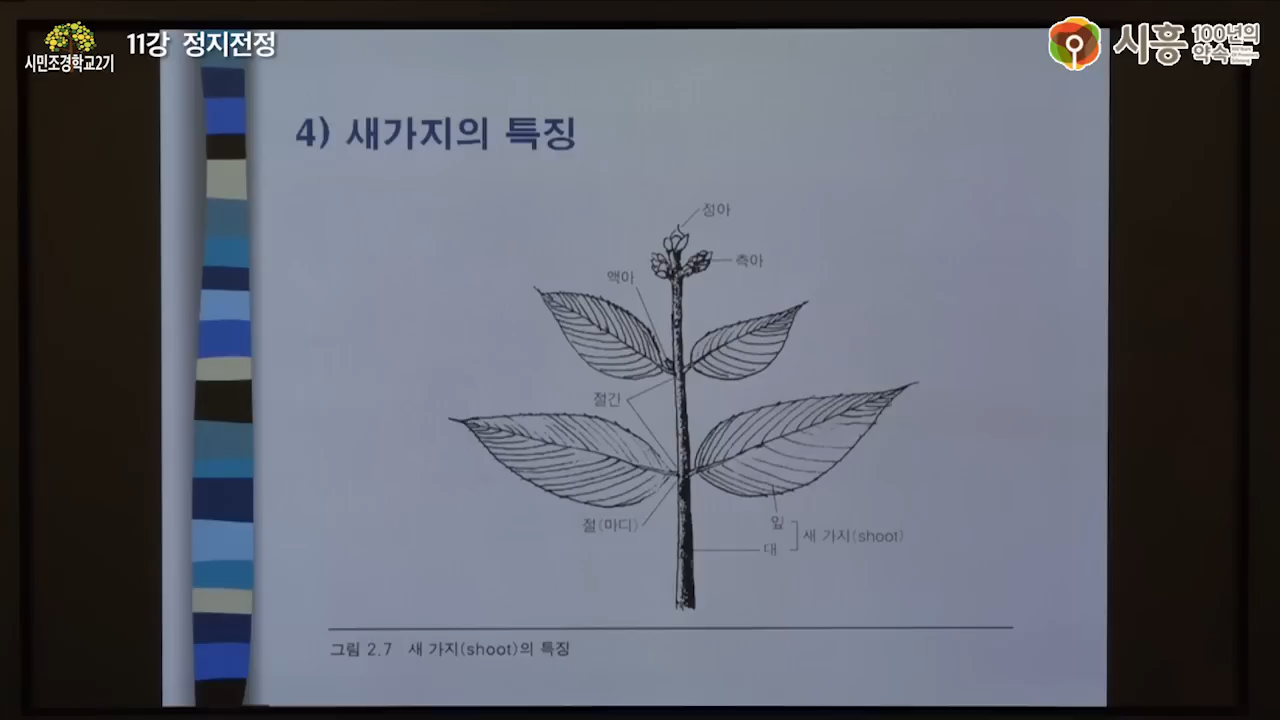 시민조경학교2기
11강 정지전정
시흥 100년의 약속
4) 새가지의 특징
정아
측아
액아
절간
절(마디)
잎
대
새 가지(shoot)
그림 2.7 새 가지(shoot)의 특징